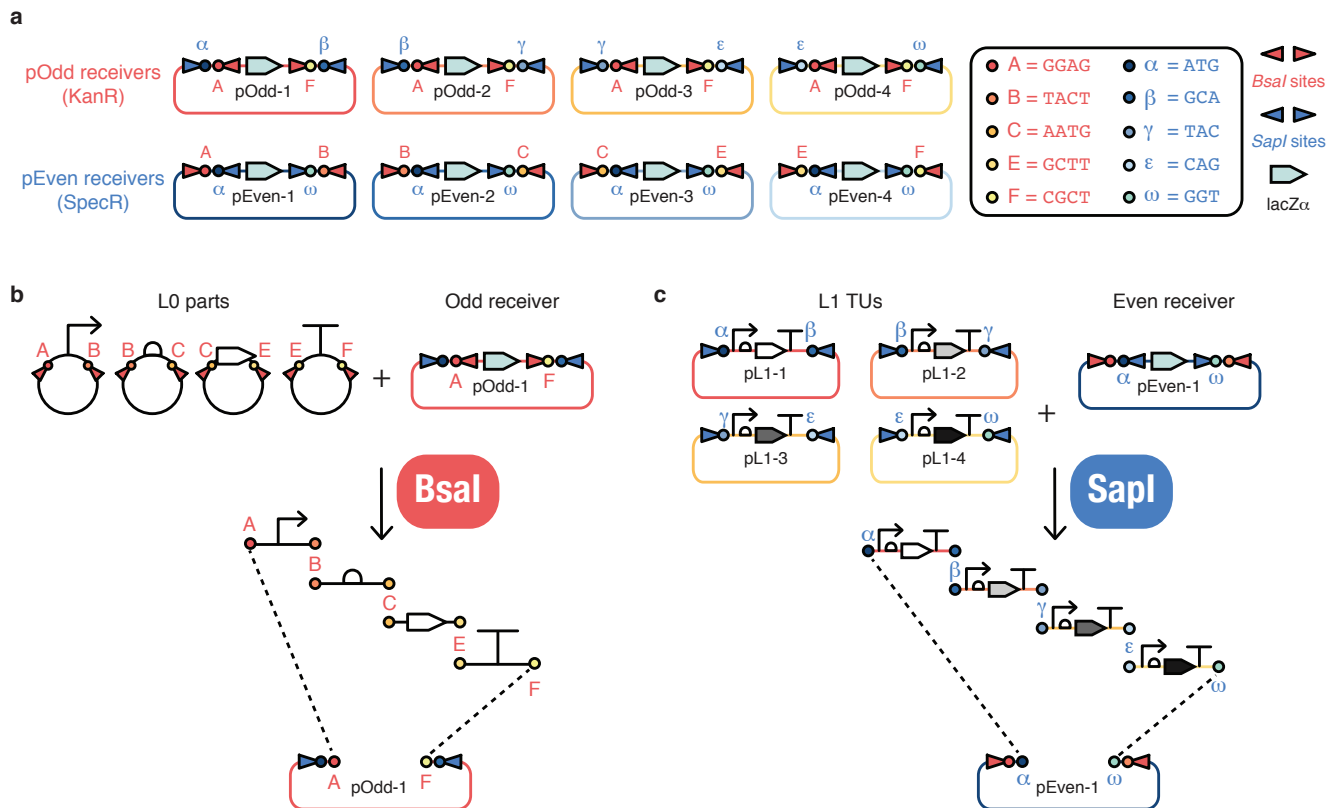 a
α β β γ γ ε ε ω
pOdd receivers
(KanR)
A F A F A F A F
pOdd-1 pOdd-2 pOdd-3 pOdd-4
A B B C C E E F
pEven receivers
(SpecR)
α ω α ω α ω α ω
pEven-1 pEven-2 pEven-3 pEven-4
A = GGAG α = ATG
B = TACT β = GCA
C = AATG γ = TAC
E = GCTT ε = CAG
F = CGCT ω = GGT
BsaI sites
SapI sites
lacZα
b
L0 parts
Odd receiver
A B B C C E E F
+
A F
pOdd-1
BsaI
A
B
C
E
F
A F
pOdd-1
c
L1 TUs
Even receiver
α β β γ
pL1-1 pL1-2
γ ε ε ω
pL1-3 pL1-4
+
α ω
pEven-1
SapI
α
β
γ
ε
ω
α ω
pEven-1